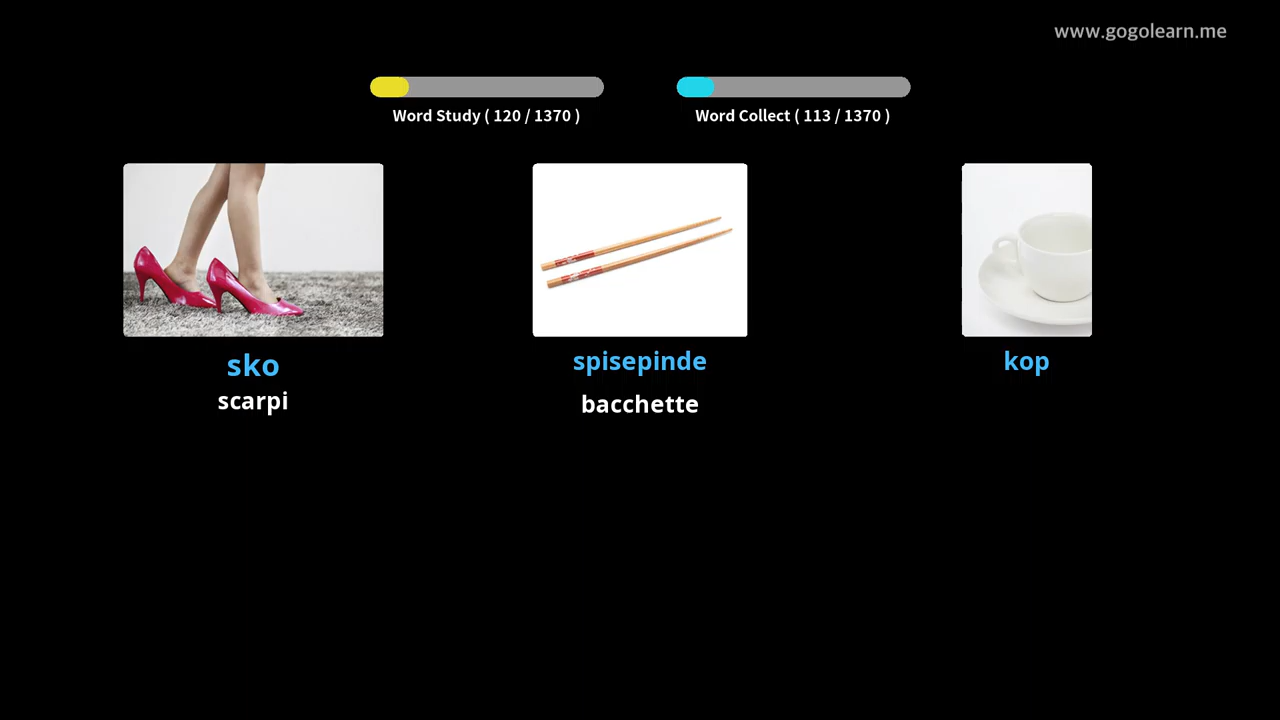 www.gogolearn.me
Word Study ( 120 / 1370 )
Word Collect ( 113 / 1370 )
sko
scarpi
spisepinde
bacchette
kop